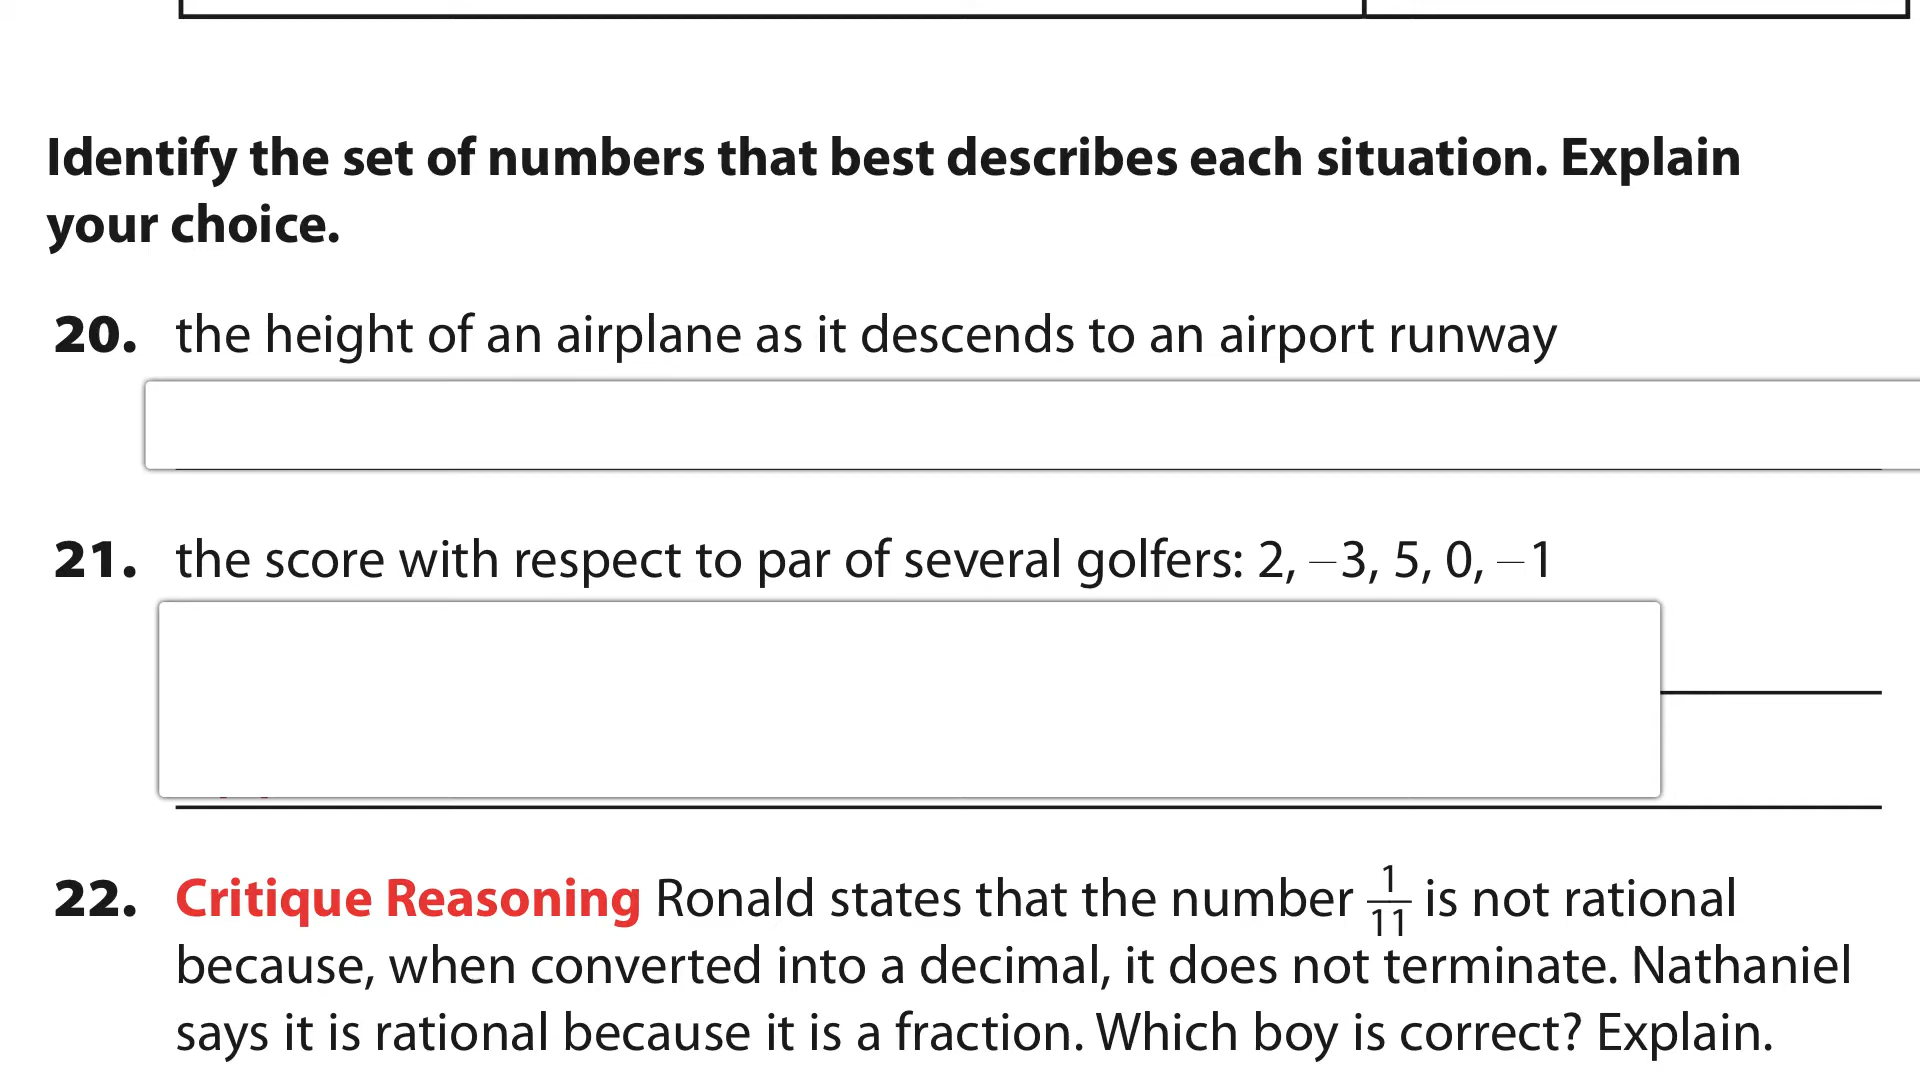 Identify the set of numbers that best describes each situation. Explain
your choice.
20. the height of an airplane as it descends to an airport runway
21. the score with respect to par of several golfers: 2, −3, 5, 0, −1
22. Critique Reasoning Ronald states that the number 1/11 is not rational
because, when converted into a decimal, it does not terminate. Nathaniel
says it is rational because it is a fraction. Which boy is correct? Explain.